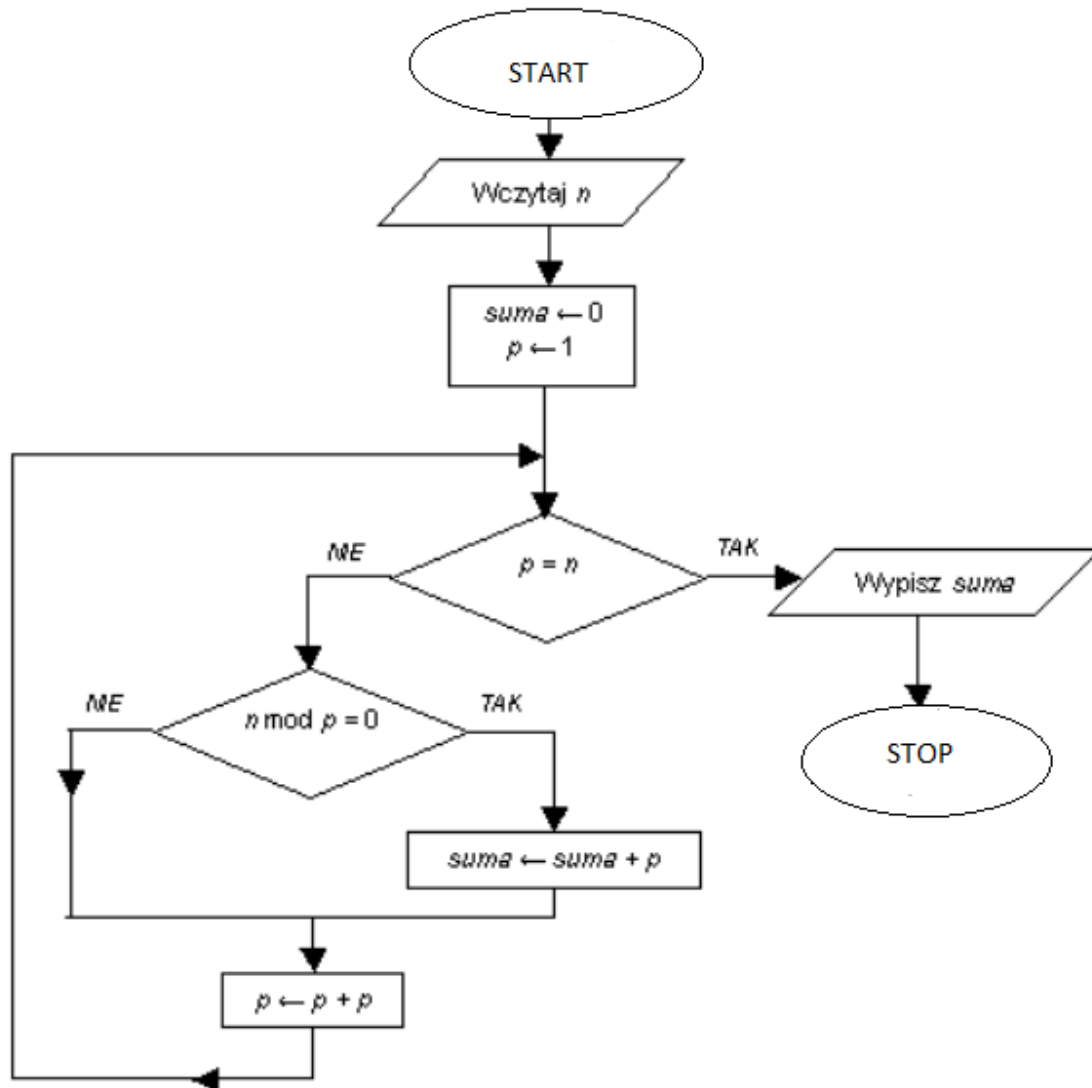 START
Wczytaj n
suma ← 0
p ← 1
NIE
p = n
TAK
Wypisz suma
NIE
n mod p = 0
TAK
STOP
suma ← suma + p
p ← p + p